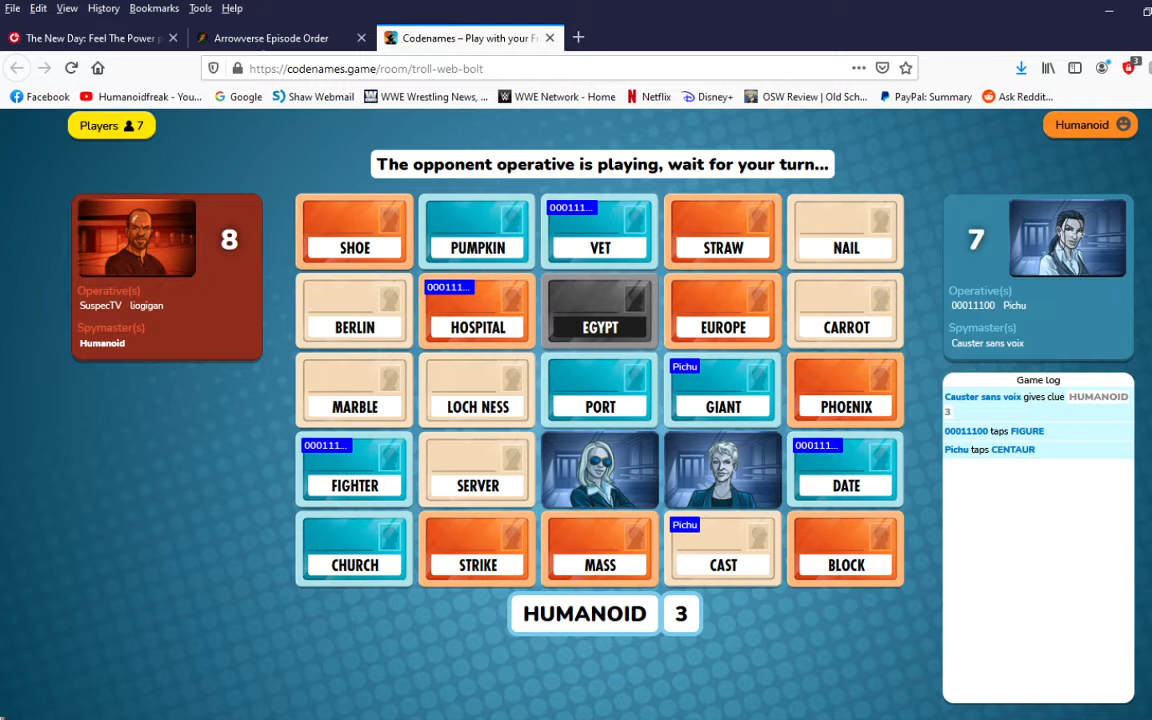 File Edit View History Bookmarks Tools Help
The New Day: Feel The Power p
Arrowverse Episode Order
Codenames – Play with your Fr
https://codenames.game/room/troll-web-bolt
3
Facebook Humanoidfreak - You... Google Shaw Webmail WWE Wrestling News, ... WWE Network - Home Netflix Disney+ OSW Review | Old Sch... PayPal: Summary Ask Reddit...
Players 7
Humanoid
The opponent operative is playing, wait for your turn...
8
Operative(s)
SuspecTV liogigan
Spymaster(s)
Humanoid
000111...
SHOE PUMPKIN VET STRAW NAIL
000111...
BERLIN HOSPITAL EGYPT EUROPE CARROT
Pichu
MARBLE LOCH NESS PORT GIANT PHOENIX
000111... 000111...
FIGHTER SERVER DATE
Pichu
CHURCH STRIKE MASS CAST BLOCK
HUMANOID 3
7
Operative(s)
00011100 Pichu
Spymaster(s)
Causter sans voix
Game log
Causter sans voix gives clue HUMANOID
3
00011100 taps FIGURE
Pichu taps CENTAUR